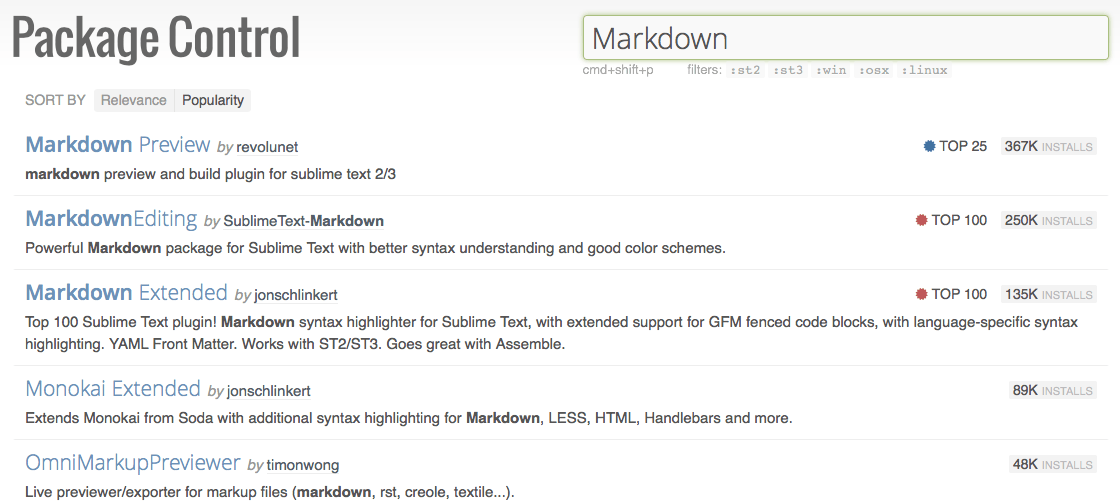 Package Control
Markdown
cmd+shift+p filters: :st2 :st3 :win :osx :linux
SORT BY Relevance Popularity
Markdown Preview by revolunet TOP 25 367K INSTALLS
markdown preview and build plugin for sublime text 2/3
MarkdownEditing by SublimeText-Markdown TOP 100 250K INSTALLS
Powerful Markdown package for Sublime Text with better syntax understanding and good color schemes.
Markdown Extended by jonschlinkert TOP 100 135K INSTALLS
Top 100 Sublime Text plugin! Markdown syntax highlighter for Sublime Text, with extended support for GFM fenced code blocks, with language-specific syntax
highlighting. YAML Front Matter. Works with ST2/ST3. Goes great with Assemble.
Monokai Extended by jonschlinkert 89K INSTALLS
Extends Monokai from Soda with additional syntax highlighting for Markdown, LESS, HTML, Handlebars and more.
OmniMarkupPreviewer by timonwong 48K INSTALLS
Live previewer/exporter for markup files (markdown, rst, creole, textile...).